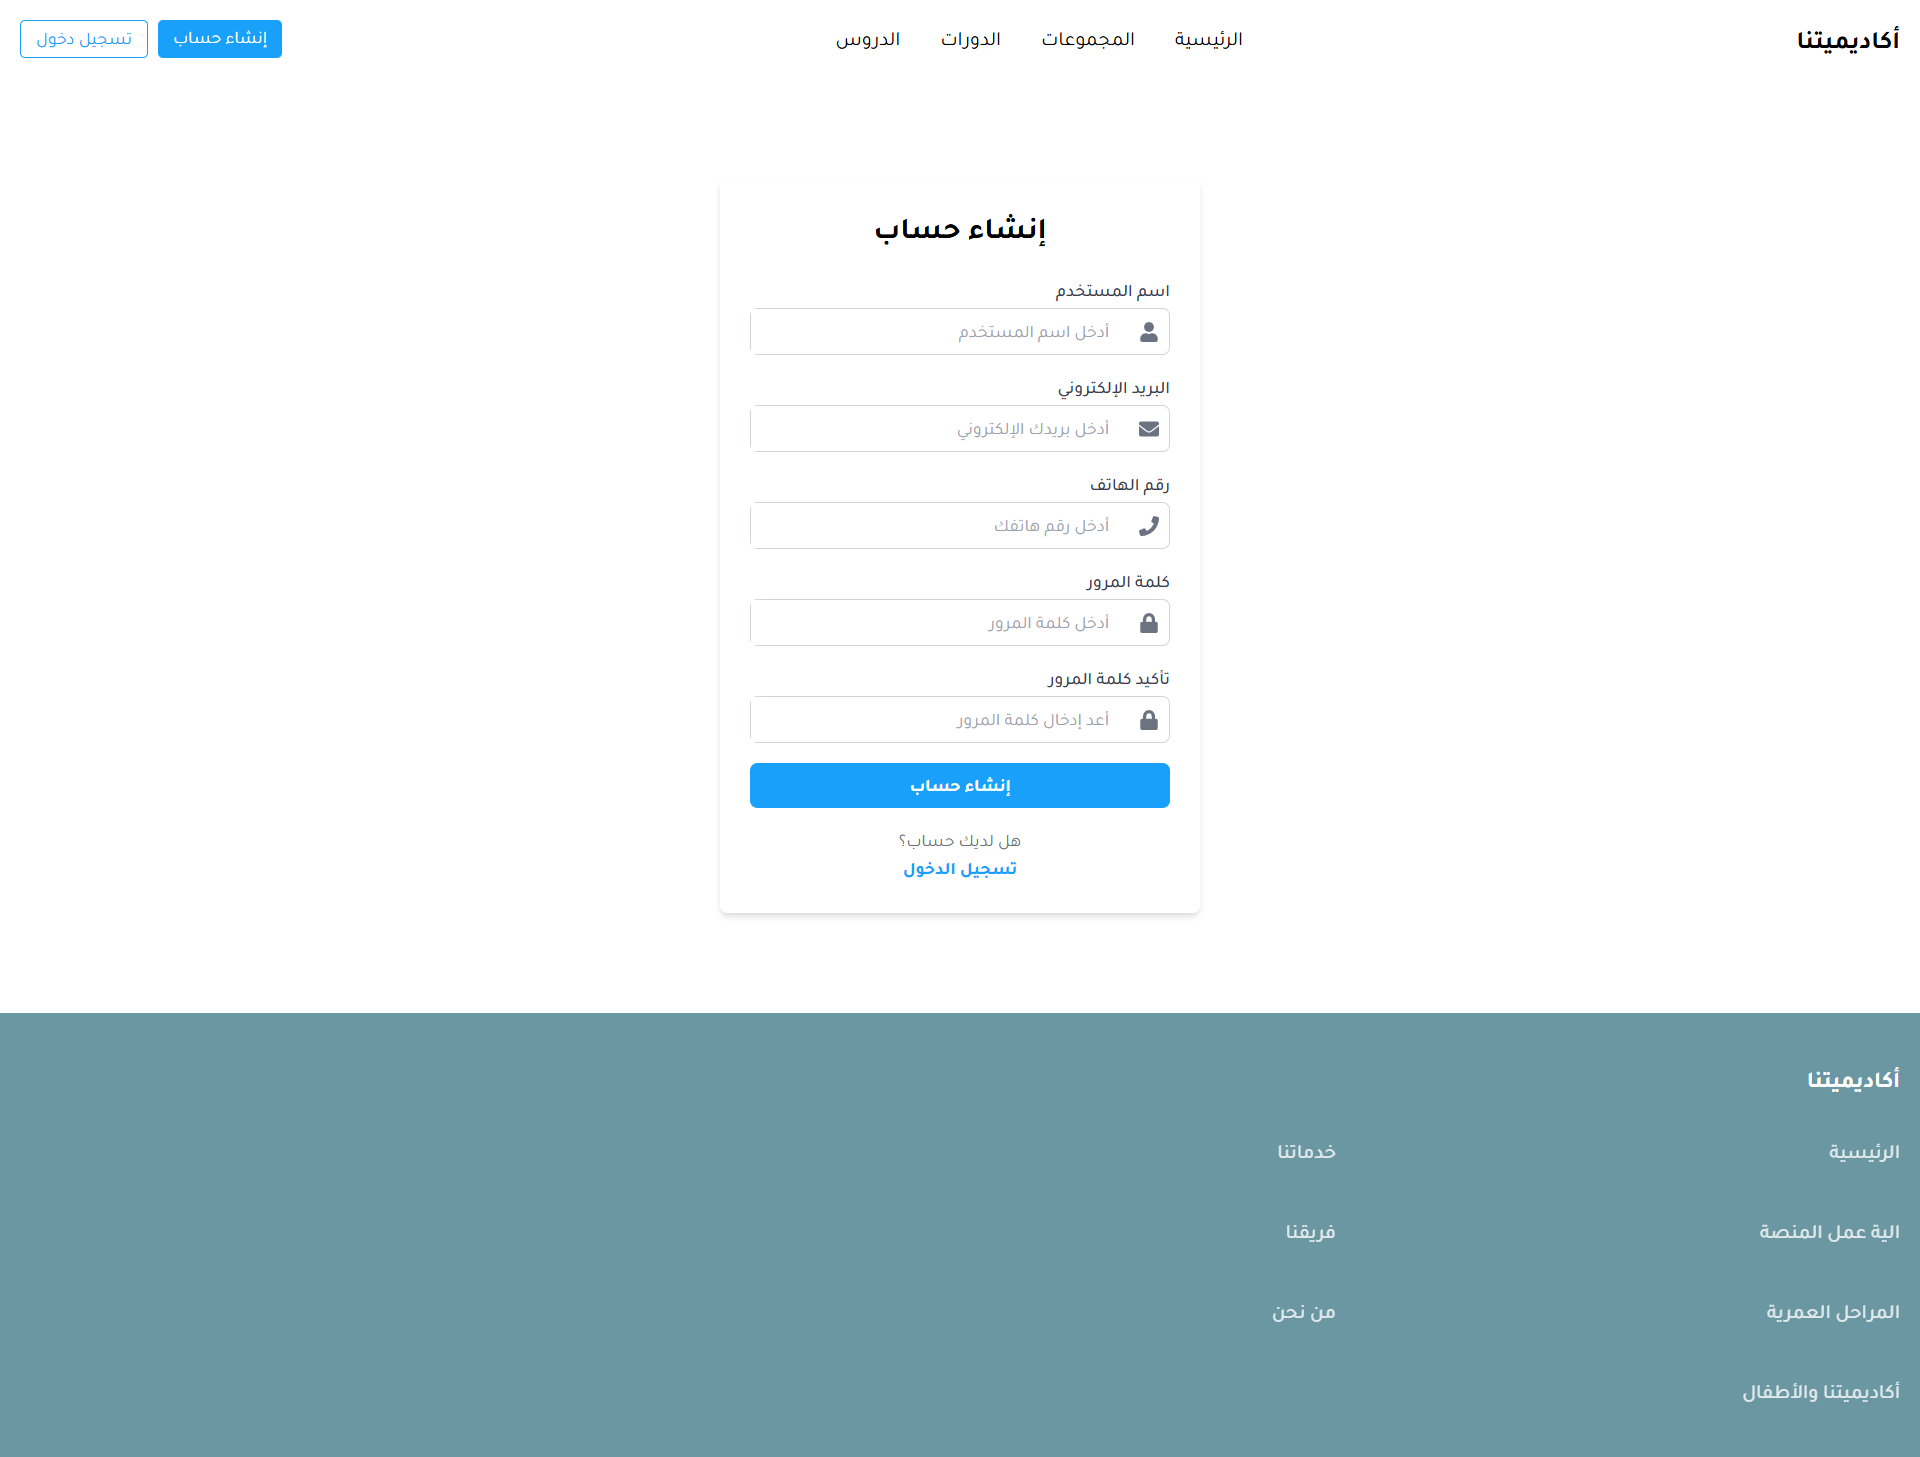 أكاديميتنا
الرئيسية
المجموعات
الدورات
الدروس
إنشاء حساب
تسجيل دخول
إنشاء حساب
اسم المستخدم
أدخل اسم المستخدم
البريد الإلكتروني
أدخل بريدك الإلكتروني
رقم الهاتف
أدخل رقم هاتفك
كلمة المرور
أدخل كلمة المرور
تأكيد كلمة المرور
أعد إدخال كلمة المرور
إنشاء حساب
هل لديك حساب؟
تسجيل الدخول
أكاديميتنا
الرئيسية
خدماتنا
الية عمل المنصة
فريقنا
المراحل العمرية
من نحن
أكاديميتنا والأطفال